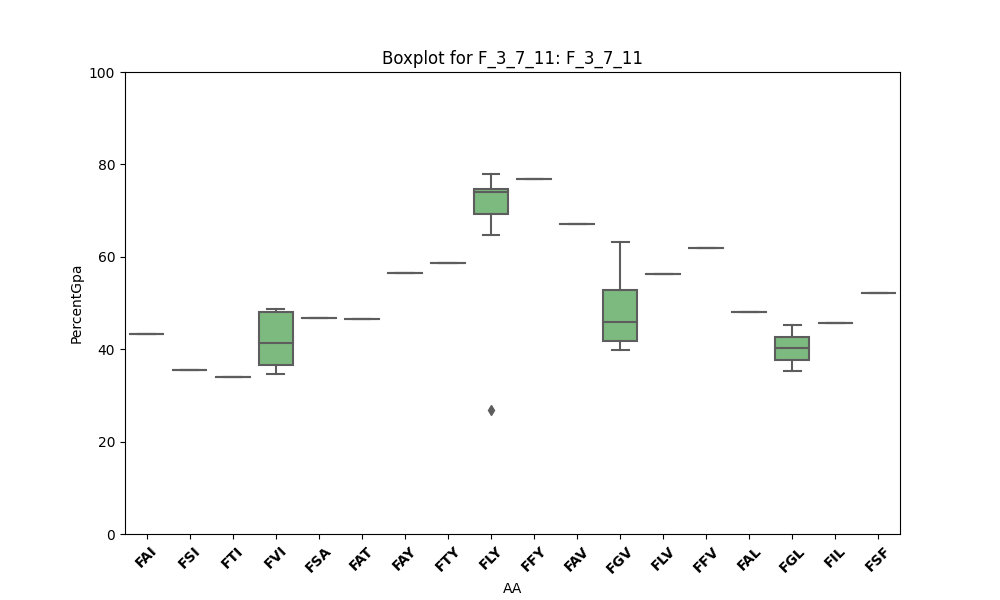 Boxplot for F_3_7_11: F_3_7_11
100
80
60
40
20
0
PercentGpa
FAI FSI FTI FVI FSA FAT FAY FTY FLY FFY FAV FGV FLV FFV FAL FGL FIL FSF
AA